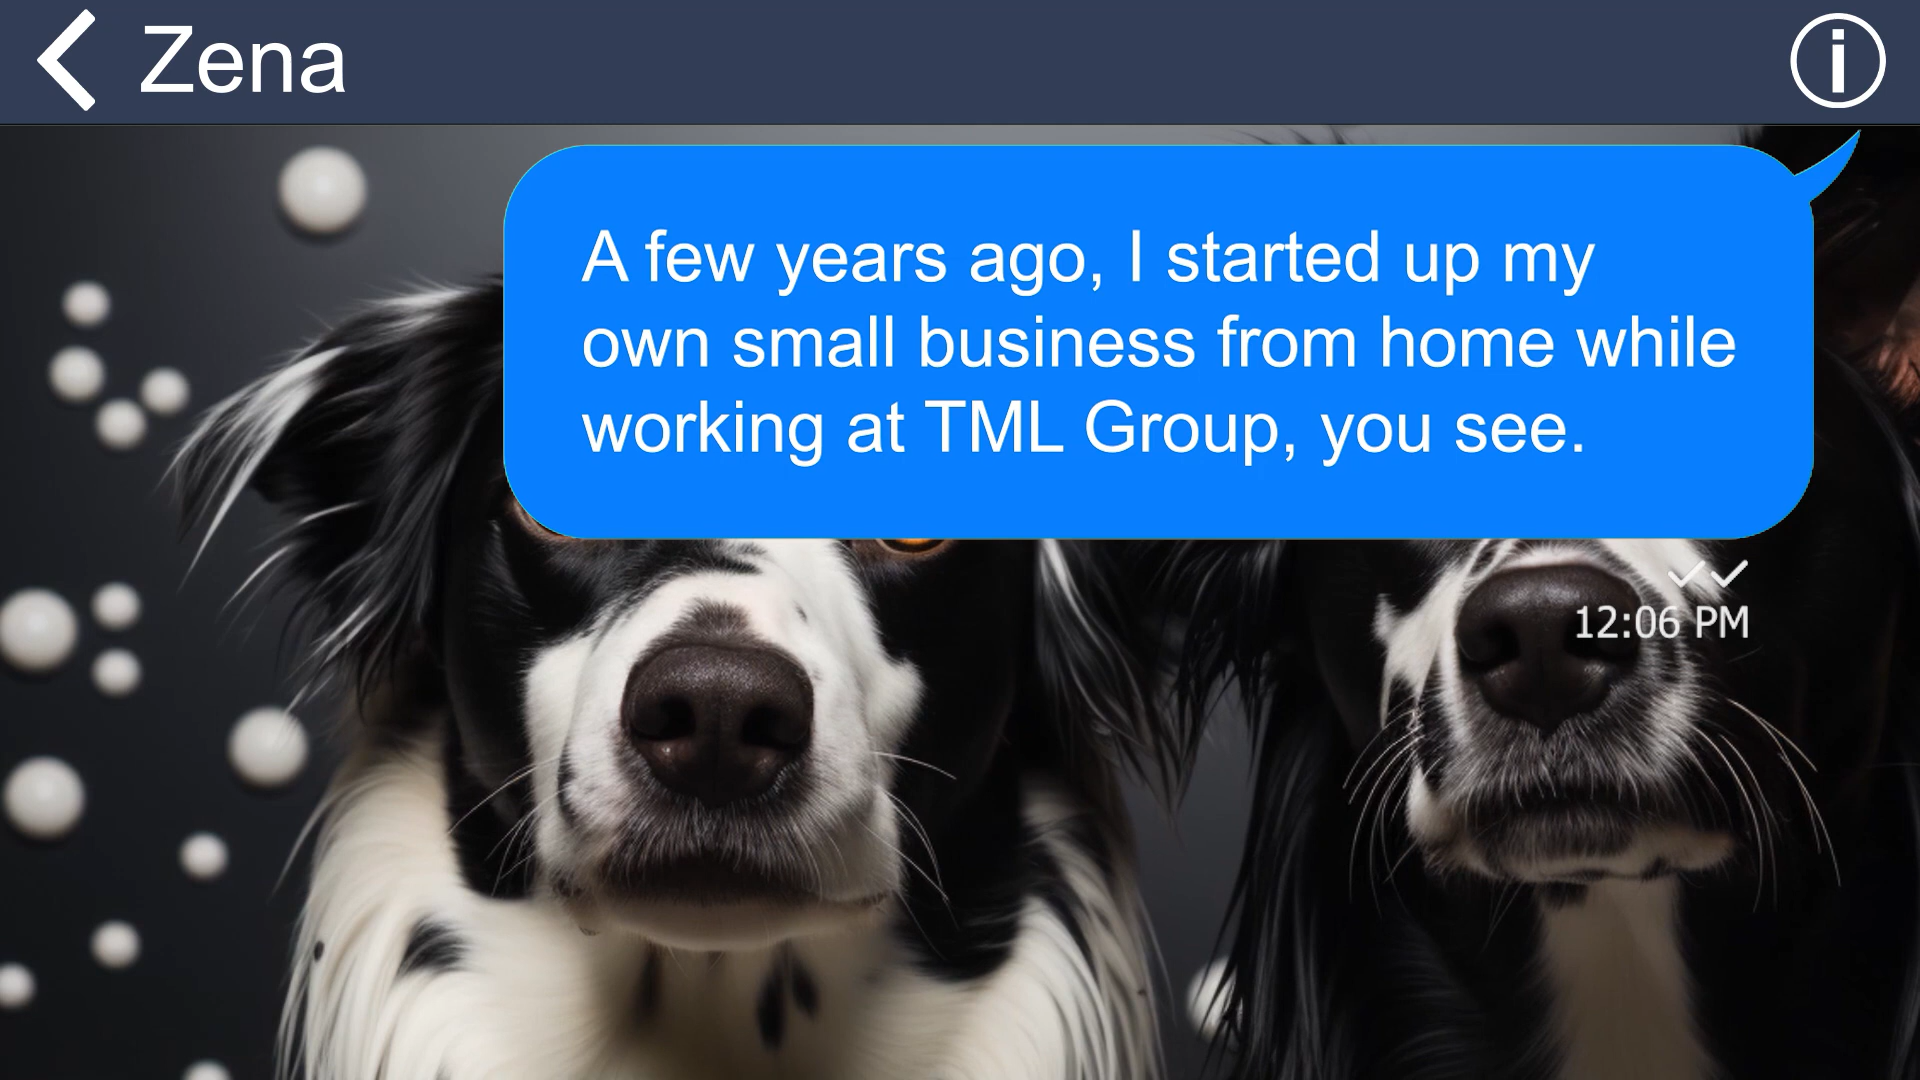 Zena
A few years ago, I started up my
own small business from home while
working at TML Group, you see.
12:06 PM